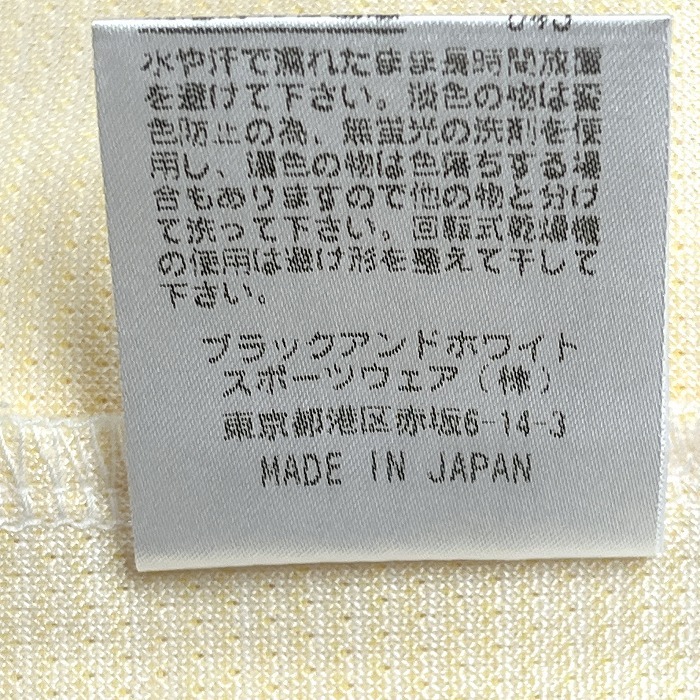 水や汗で濡れたまま長時間放置
を避けて下さい。淡色の物は変
色防止の為、無蛍光の洗剤を使
用し、濃色の物は色落ちする場
合もありますので他の物と分け
て洗って下さい。回転式乾燥機
の使用は避け形を整えて干して
下さい。
ブラックアンドホワイト
スポーツウェア(株)
東京都港区赤坂6-14-3
MADE IN JAPAN